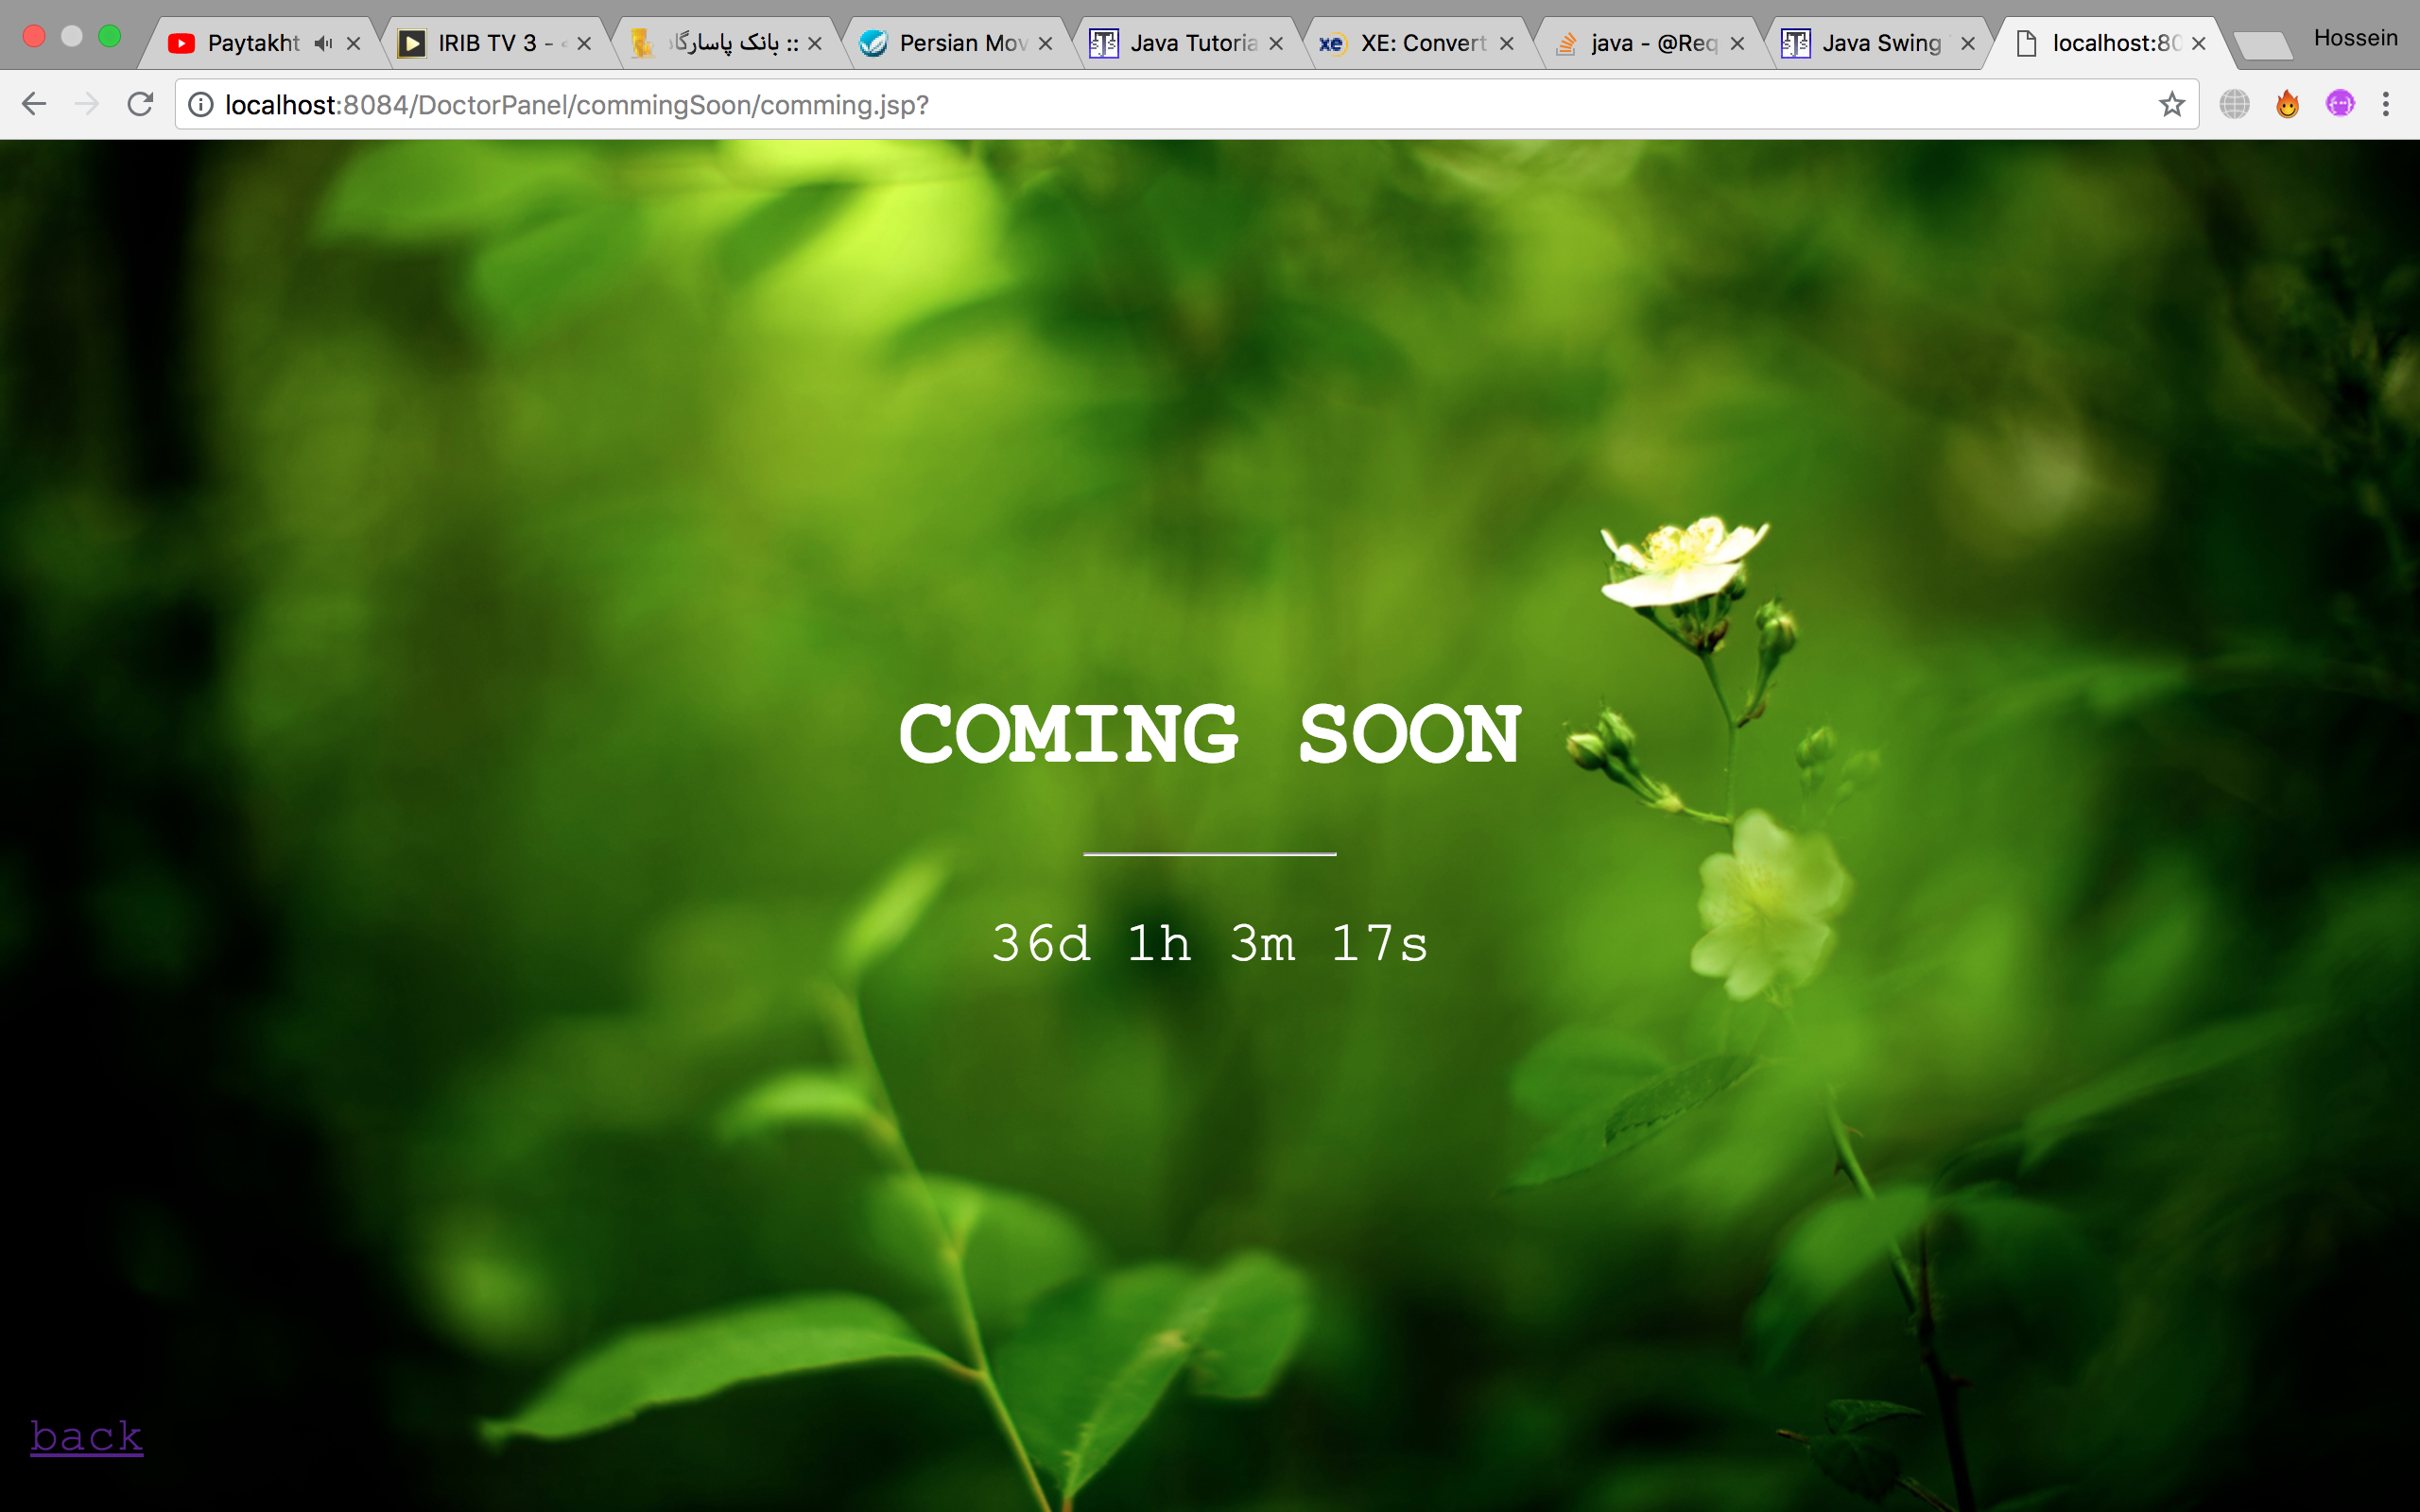 Paytakht
IRIB TV 3 -
بانک پاسارگا ::
Persian Mov
Java Tutoria
XE: Convert
java - @Req
Java Swing
localhost:80
Hossein
localhost:8084/DoctorPanel/commingSoon/comming.jsp?
COMING SOON
36d 1h 3m 17s
back